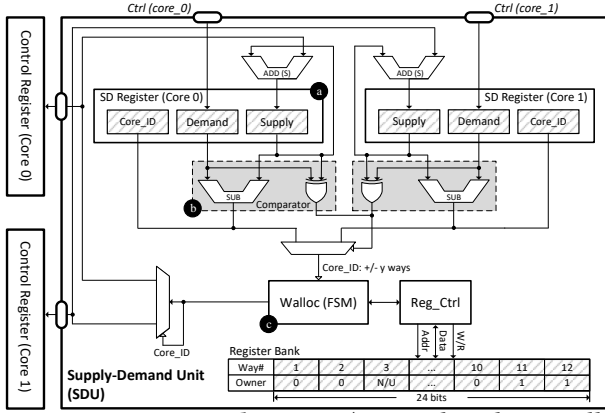 Ctrl (core_0)
Ctrl (core_1)
Control Register (Core 0)
ADD (S)
ADD (S)
SD Register (Core 0)
a
SD Register (Core 1)
Core_ID
Demand
Supply
Supply
Demand
Core_ID
SUB
Comparator
SUB
b
Core_ID: +/- y ways
Control Register (Core 1)
Walloc (FSM)
Reg_Ctrl
c
Core_ID
Addr
Data
W/R
Register Bank
Way# 1 2 3 ... 10 11 12
Owner 0 0 N/U ... 0 1 1
24 bits
Supply-Demand Unit
(SDU)